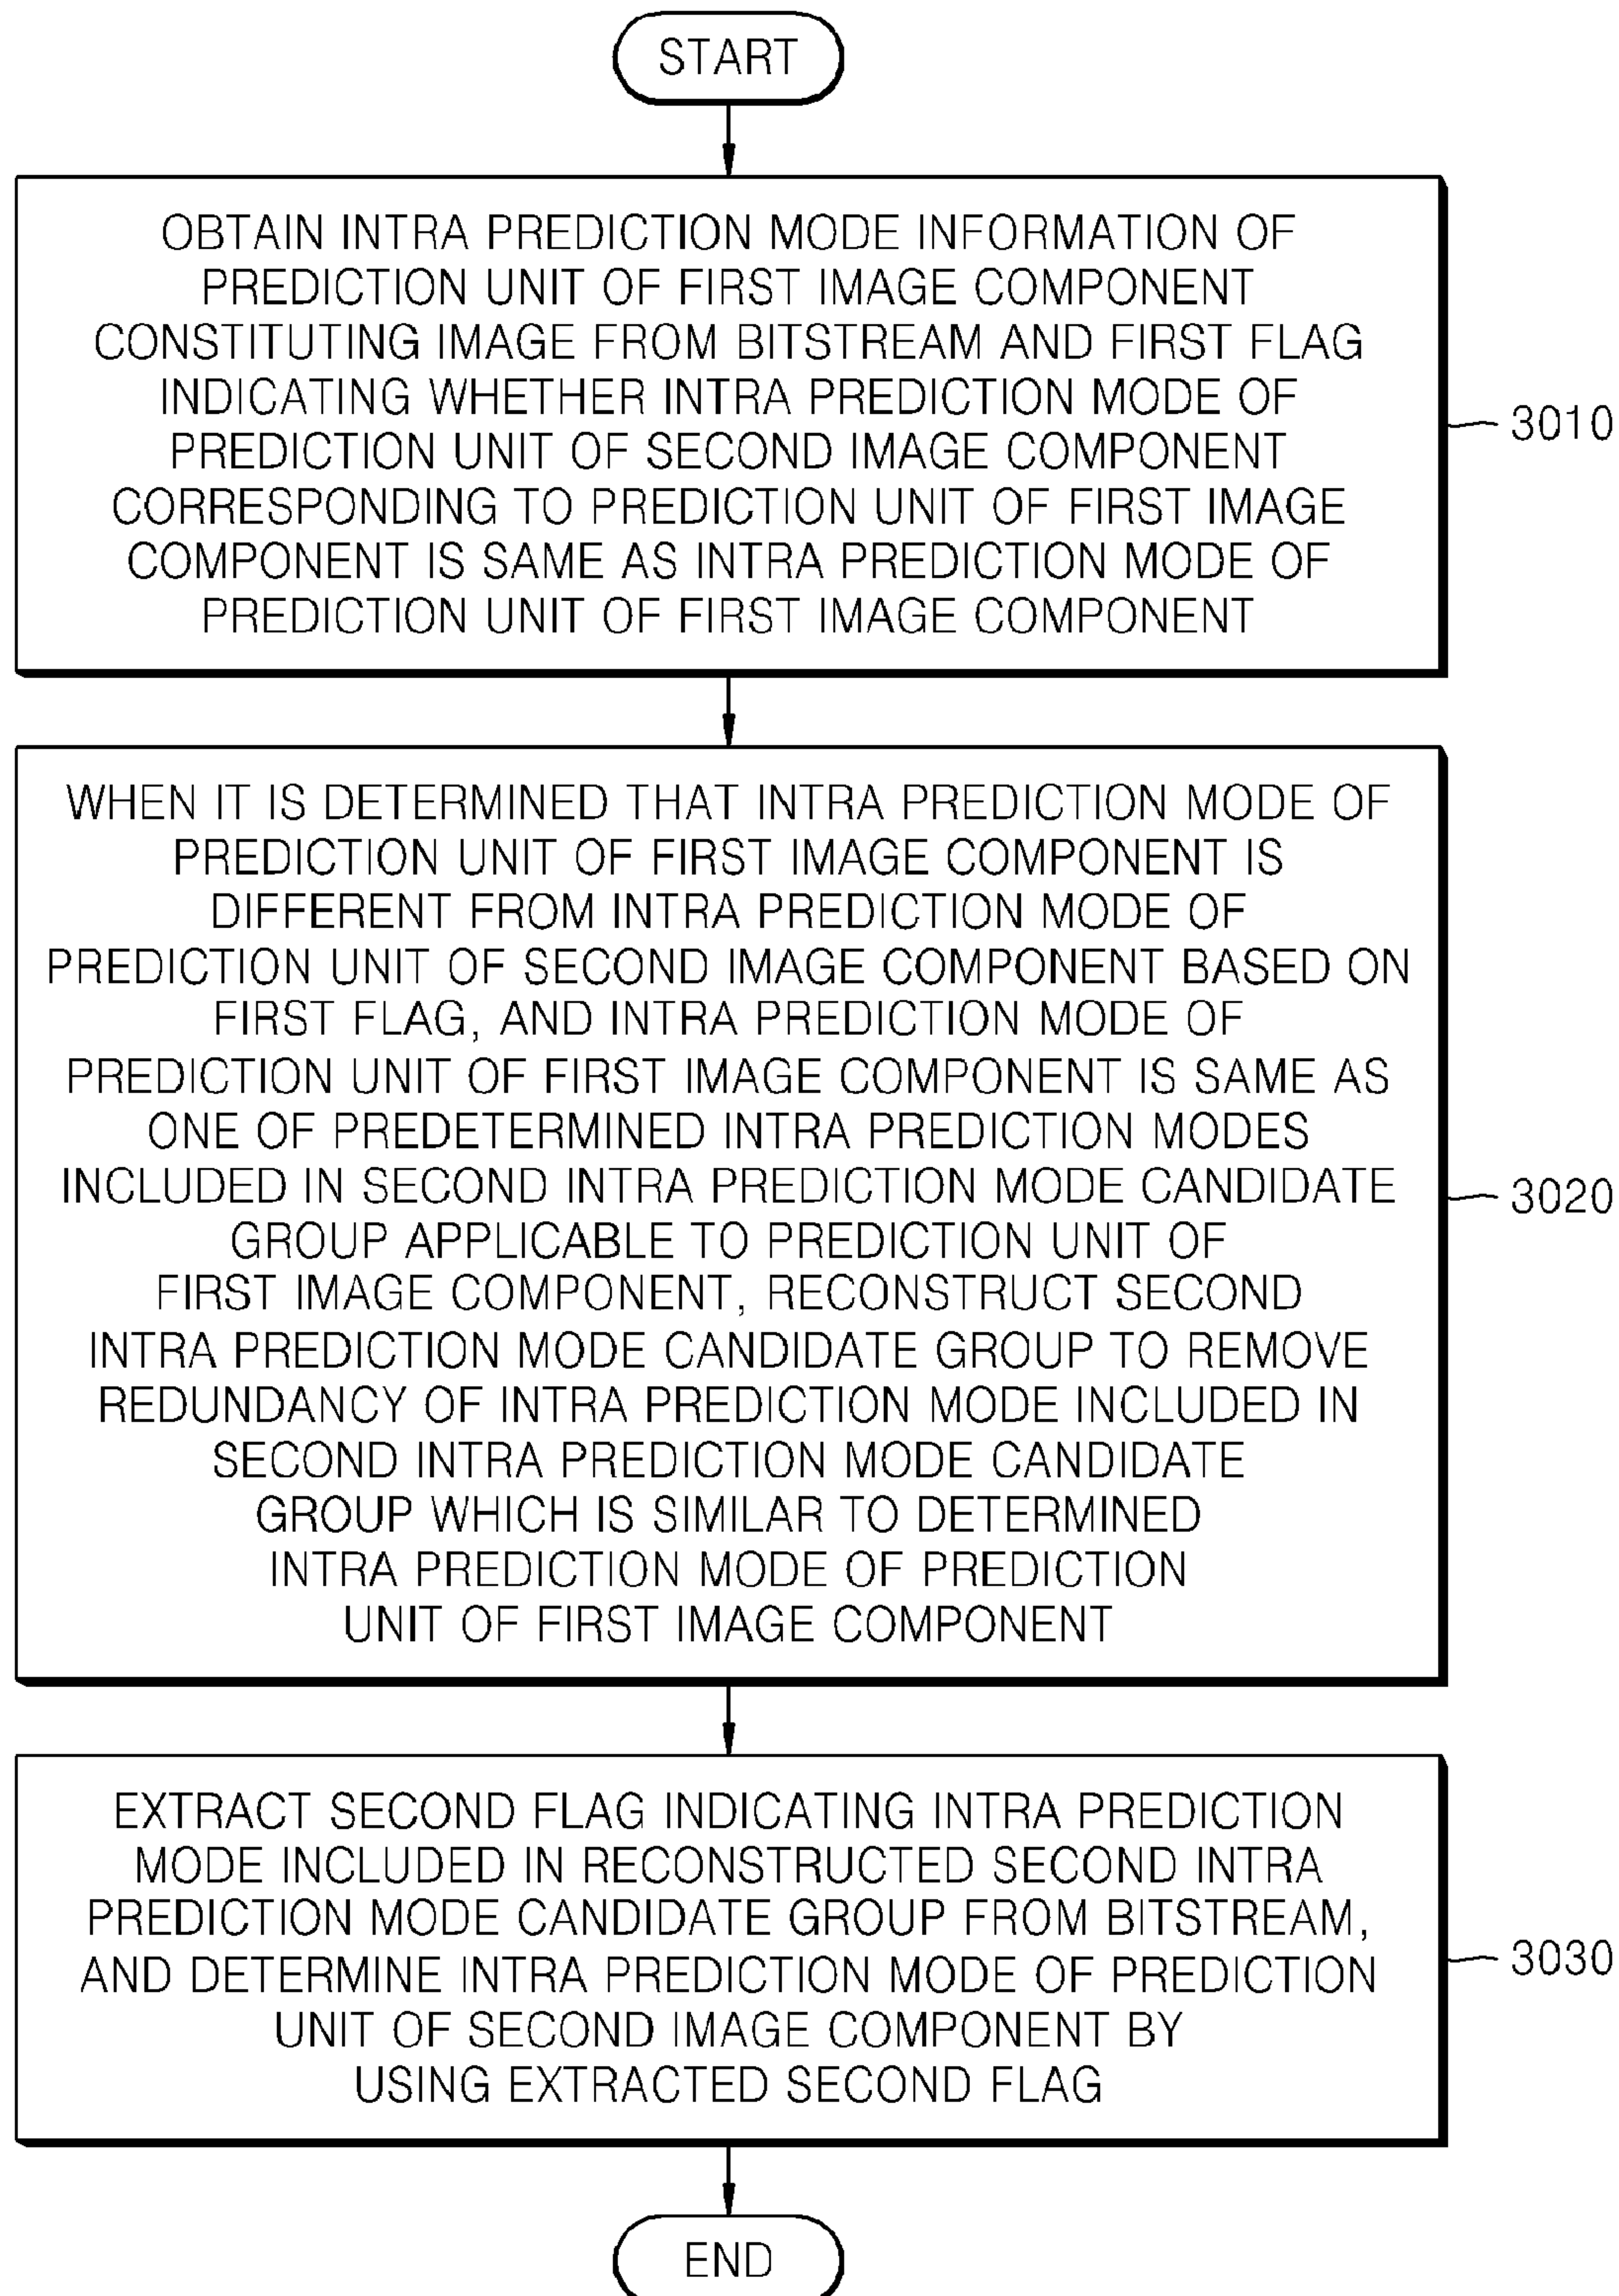 START
OBTAIN INTRA PREDICTION MODE INFORMATION OF
PREDICTION UNIT OF FIRST IMAGE COMPONENT
CONSTITUTING IMAGE FROM BITSTREAM AND FIRST FLAG
INDICATING WHETHER INTRA PREDICTION MODE OF
PREDICTION UNIT OF SECOND IMAGE COMPONENT
CORRESPONDING TO PREDICTION UNIT OF FIRST IMAGE
COMPONENT IS SAME AS INTRA PREDICTION MODE OF
PREDICTION UNIT OF FIRST IMAGE COMPONENT
3010
WHEN IT IS DETERMINED THAT INTRA PREDICTION MODE OF
PREDICTION UNIT OF FIRST IMAGE COMPONENT IS
DIFFERENT FROM INTRA PREDICTION MODE OF
PREDICTION UNIT OF SECOND IMAGE COMPONENT BASED ON
FIRST FLAG, AND INTRA PREDICTION MODE OF
PREDICTION UNIT OF FIRST IMAGE COMPONENT IS SAME AS
ONE OF PREDETERMINED INTRA PREDICTION MODES
INCLUDED IN SECOND INTRA PREDICTION MODE CANDIDATE
GROUP APPLICABLE TO PREDICTION UNIT OF
FIRST IMAGE COMPONENT, RECONSTRUCT SECOND
INTRA PREDICTION MODE CANDIDATE GROUP TO REMOVE
REDUNDANCY OF INTRA PREDICTION MODE INCLUDED IN
SECOND INTRA PREDICTION MODE CANDIDATE
GROUP WHICH IS SIMILAR TO DETERMINED
INTRA PREDICTION MODE OF PREDICTION
UNIT OF FIRST IMAGE COMPONENT
3020
EXTRACT SECOND FLAG INDICATING INTRA PREDICTION
MODE INCLUDED IN RECONSTRUCTED SECOND INTRA
PREDICTION MODE CANDIDATE GROUP FROM BITSTREAM,
AND DETERMINE INTRA PREDICTION MODE OF PREDICTION
UNIT OF SECOND IMAGE COMPONENT BY
USING EXTRACTED SECOND FLAG
3030
END